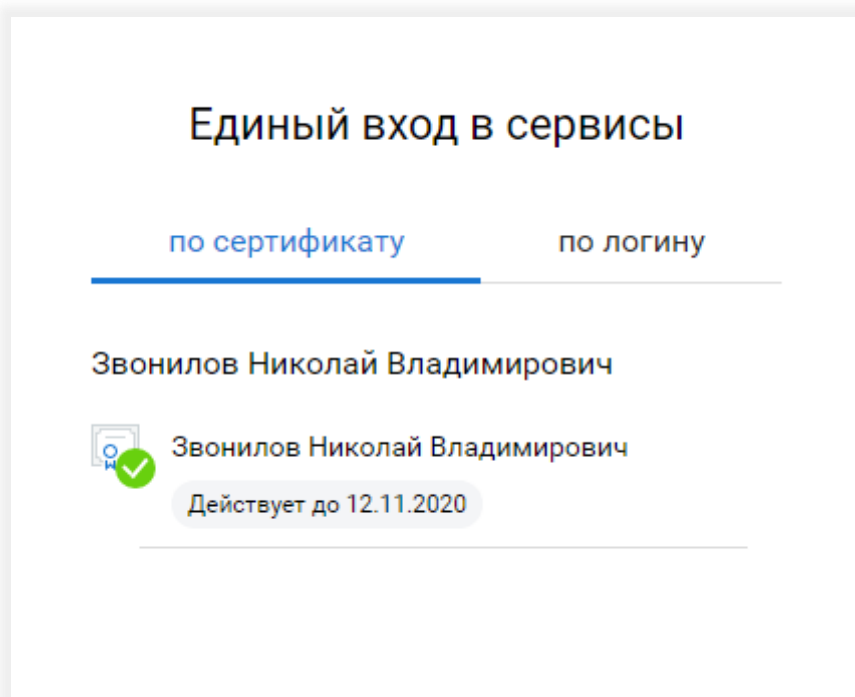 Единый вход в сервисы
по сертификату по логину
Звонилов Николай Владимирович
Звонилов Николай Владимирович
Действует до 12.11.2020